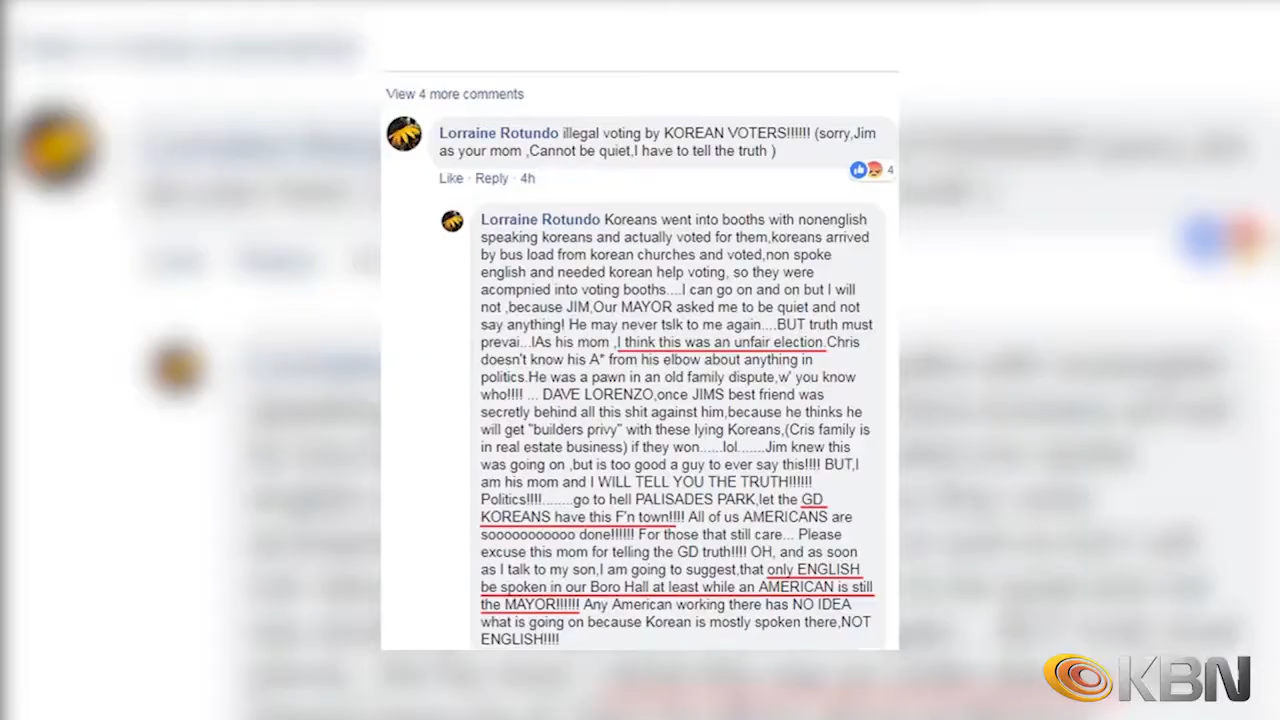 View 4 more comments
Lorraine Rotundo illegal voting by KOREAN VOTERS!!!!!! (sorry,Jim
as your mom ,Cannot be quiet,I have to tell the truth )
Like · Reply · 4h
4
Lorraine Rotundo Koreans went into booths with nonenglish
speaking koreans and actually voted for them,koreans arrived
by bus load from korean churches and voted,non spoke
english and needed korean help voting, so they were
acompnied into voting booths....I can go on and on but I will
not ,because JIM,Our MAYOR asked me to be quiet and not
say anything! He may never tslk to me again....BUT truth must
prevai...lAs his mom ,I think this was an unfair election.Chris
doesn't know his A* from his elbow about anything in
politics.He was a pawn in an old family dispute,w' you know
who!!!! ... DAVE LORENZO,once JIMS best friend was
secretly behind all this shit against him,because he thinks he
will get "builders privy" with these lying Koreans,(Cris family is
in real estate business) if they won......lol.......Jim knew this
was going on ,but is too good a guy to ever say this!!!! BUT,I
am his mom and I WILL TELL YOU THE TRUTH!!!!!!
Politics!!!!........go to hell PALISADES PARK,let the GD
KOREANS have this F'n town!!!! All of us AMERICANS are
sooooooooooo done!!!!!! For those that still care... Please
excuse this mom for telling the GD truth!!!! OH, and as soon
as I talk to my son,I am going to suggest,that only ENGLISH
be spoken in our Boro Hall at least while an AMERICAN is still
the MAYOR!!!!!! Any American working there has NO IDEA
what is going on because Korean is mostly spoken there,NOT
ENGLISH!!!!
KBN